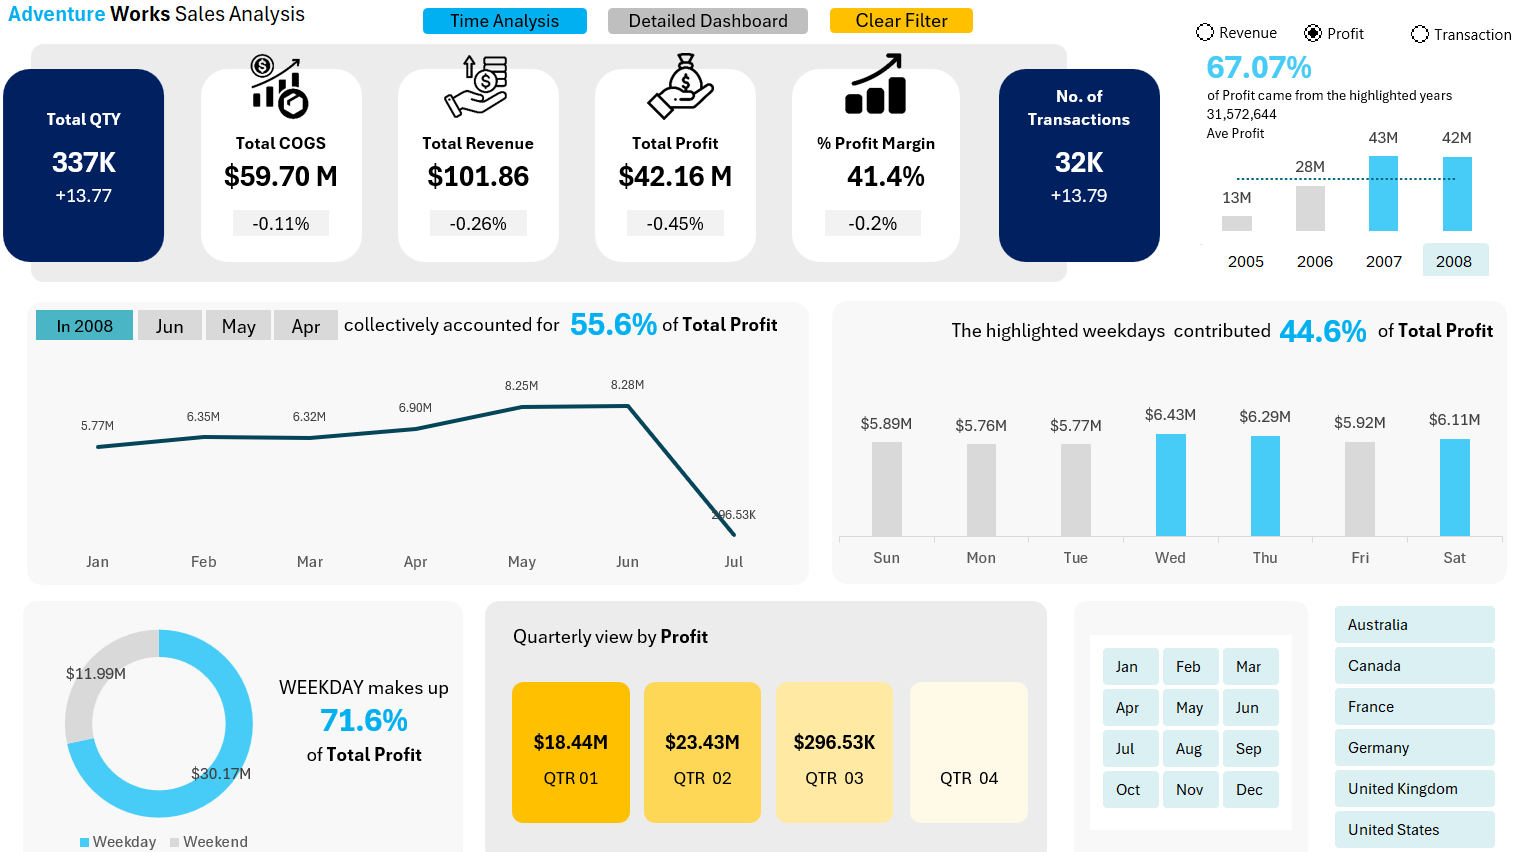 Adventure Works Sales Analysis
Time Analysis
Detailed Dashboard
Clear Filter
Revenue
Profit
Transaction
Total QTY
337K
+13.77
Total COGS
$59.70 M
-0.11%
Total Revenue
$101.86
-0.26%
Total Profit
$42.16 M
-0.45%
% Profit Margin
41.4%
-0.2%
No. of
Transactions
32K
+13.79
67.07%
of Profit came from the highlighted years
31,572,644
Ave Profit
13M
28M
43M
42M
2005
2006
2007
2008
In 2008
Jun
May
Apr
collectively accounted for 55.6% of Total Profit
5.77M
6.35M
6.32M
6.90M
8.25M
8.28M
296.53K
Jan
Feb
Mar
Apr
May
Jun
Jul
The highlighted weekdays contributed 44.6% of Total Profit
$5.89M
$5.76M
$5.77M
$6.43M
$6.29M
$5.92M
$6.11M
Sun
Mon
Tue
Wed
Thu
Fri
Sat
$11.99M
$30.17M
Weekday
Weekend
WEEKDAY makes up
71.6%
of Total Profit
Quarterly view by Profit
$18.44M
QTR 01
$23.43M
QTR 02
$296.53K
QTR 03
QTR 04
Jan
Feb
Mar
Apr
May
Jun
Jul
Aug
Sep
Oct
Nov
Dec
Australia
Canada
France
Germany
United Kingdom
United States